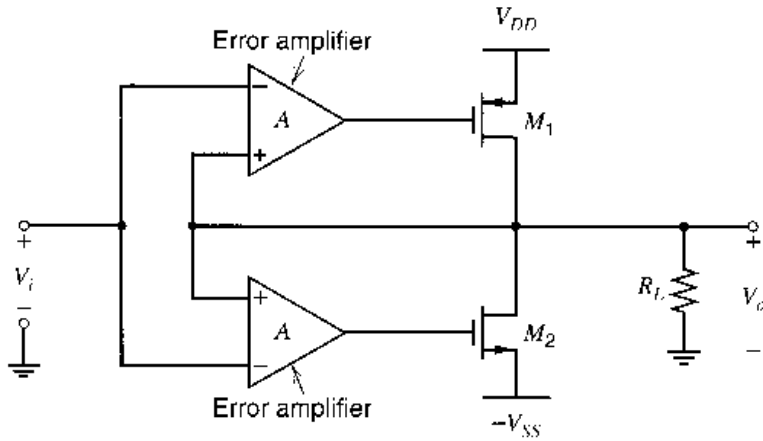 V_DD
Error amplifier
−
A
M_1
+
+
V_i
−
R_L
+
V_o
−
+
A
−
M_2
Error amplifier
−V_SS